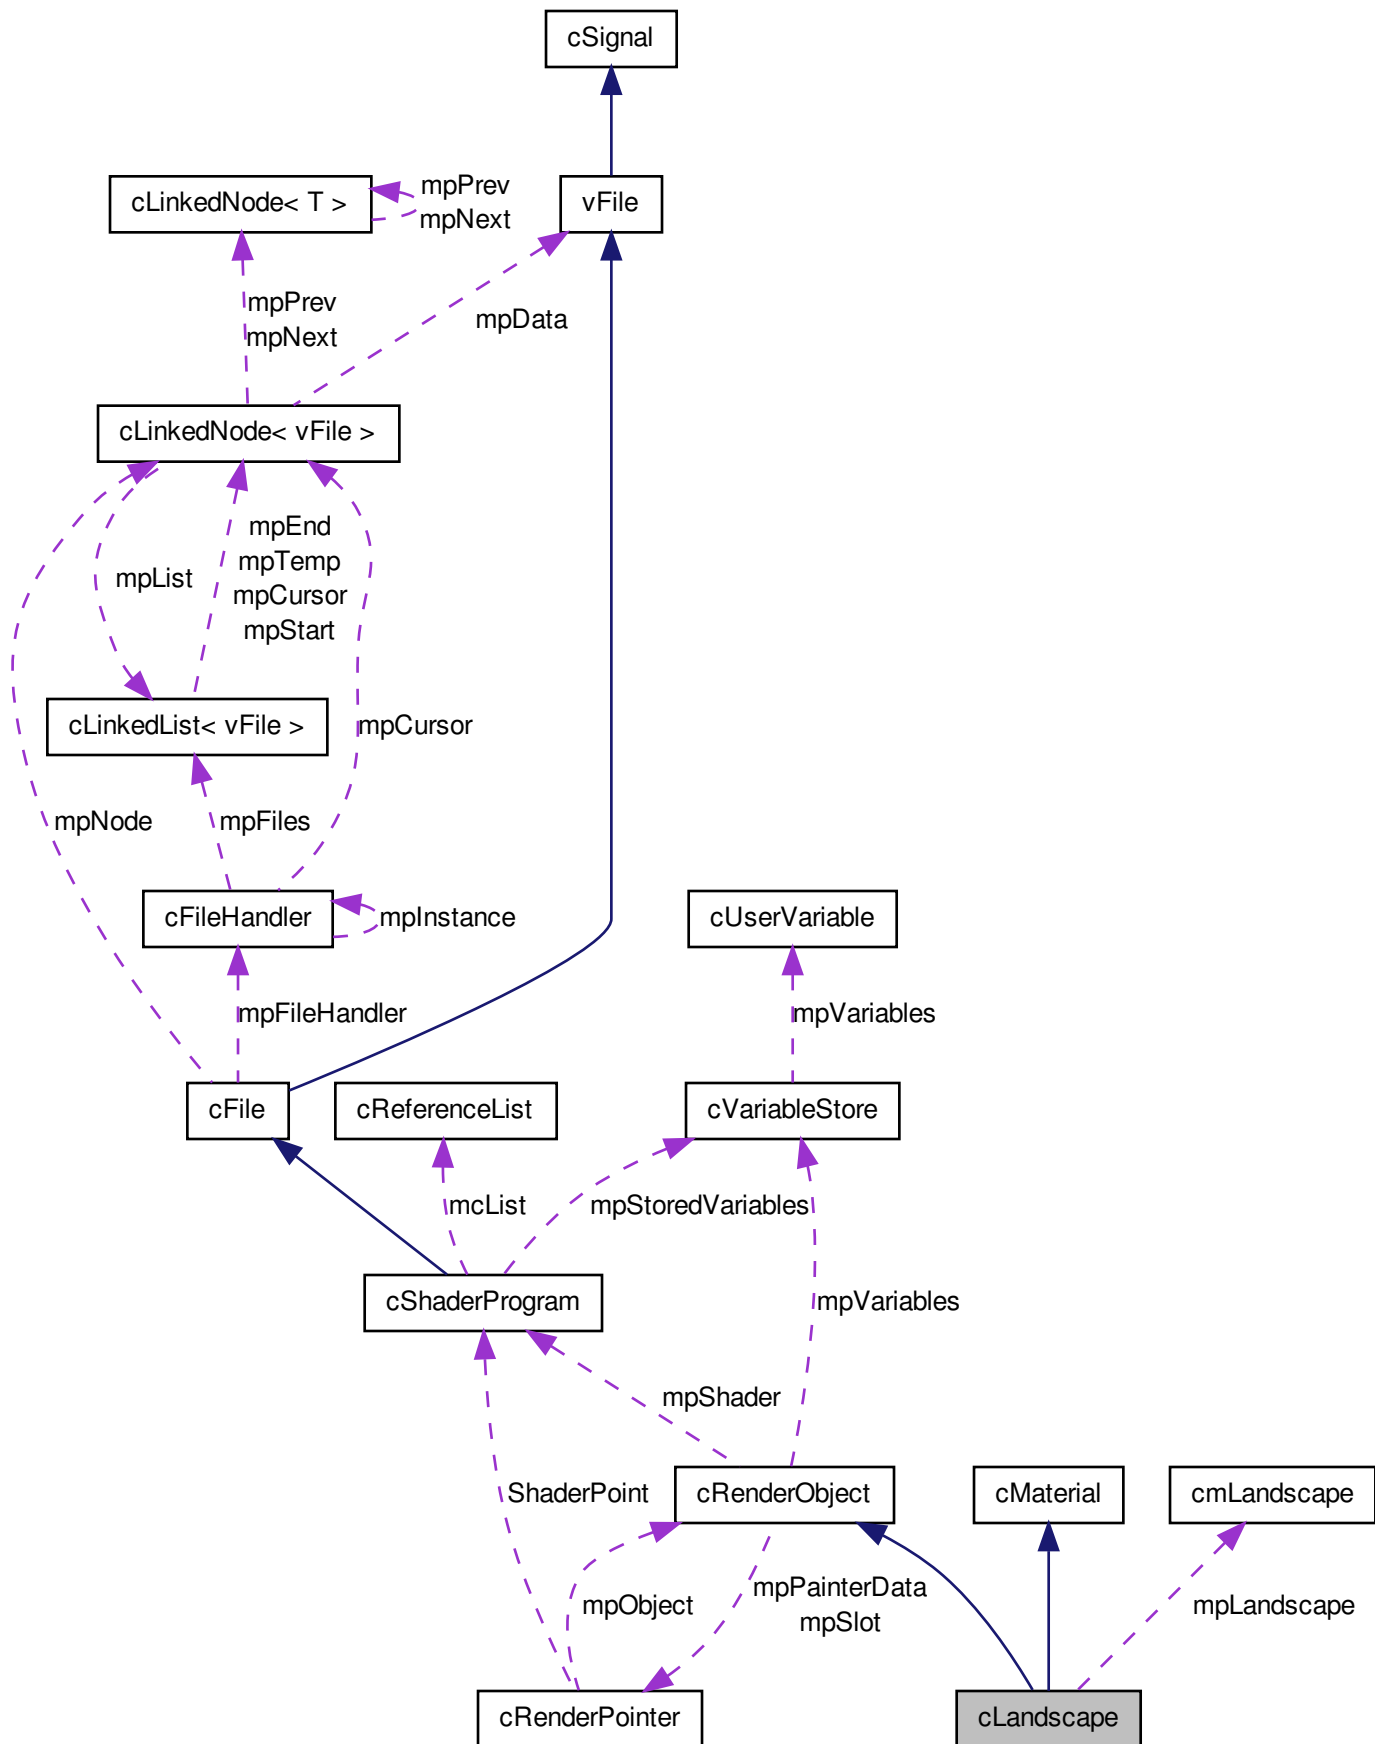 cSignal
cLinkedNode< T >
mpPrev
mpNext
vFile
mpPrev
mpNext
mpData
cLinkedNode< vFile >
mpList
mpEnd
mpTemp
mpCursor
mpStart
cLinkedList< vFile >
mpCursor
mpNode
mpFiles
cFileHandler
mpInstance
cUserVariable
mpFileHandler
mpVariables
cFile
cReferenceList
cVariableStore
mcList
mpStoredVariables
cShaderProgram
mpVariables
mpShader
ShaderPoint
cRenderObject
cMaterial
cmLandscape
mpObject
mpPainterData
mpSlot
mpLandscape
cRenderPointer
cLandscape